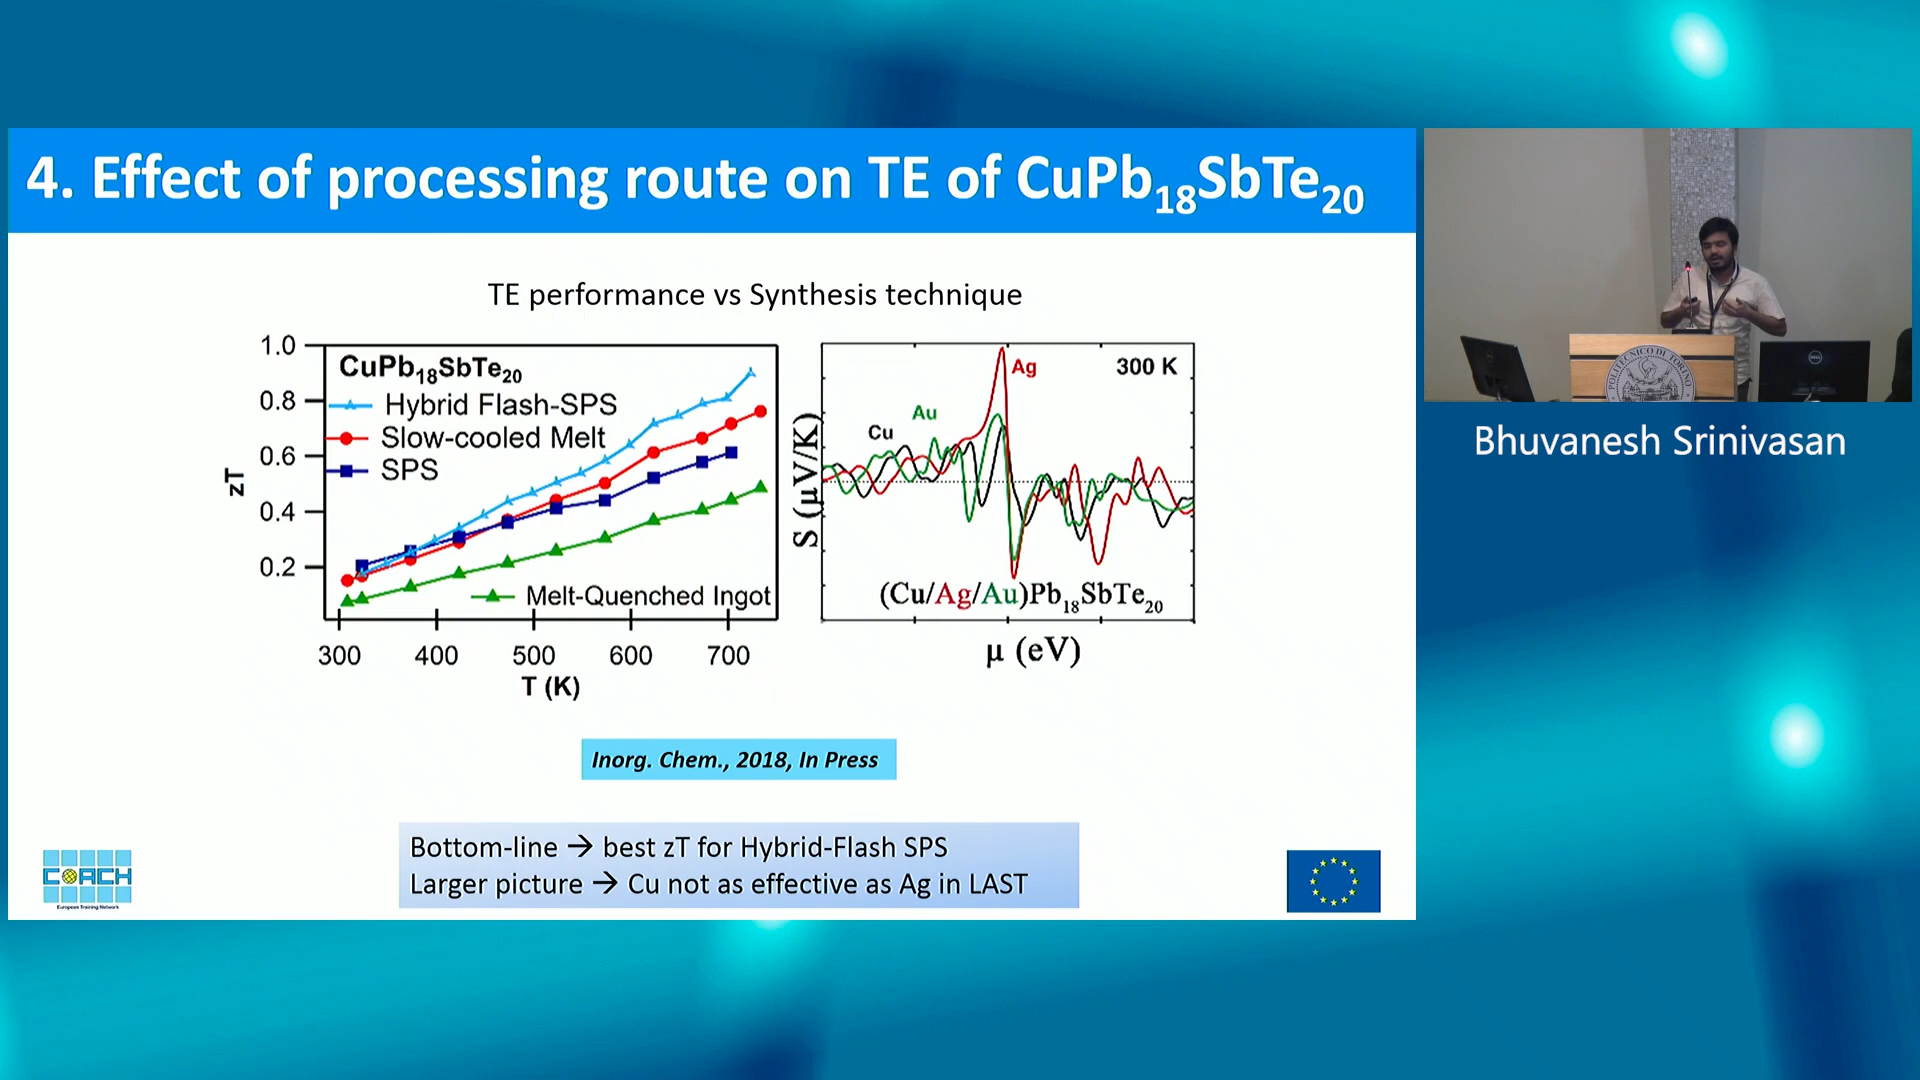 4. Effect of processing route on TE of CuPb18SbTe20
TE performance vs Synthesis technique
1.0
0.8
0.6
0.4
0.2
zT
CuPb18SbTe20
Hybrid Flash-SPS
Slow-cooled Melt
SPS
Melt-Quenched Ingot
300 400 500 600 700
T (K)
S (µV/K)
Ag
300 K
Au
Cu
(Cu/Ag/Au)Pb18SbTe20
µ (eV)
Inorg. Chem., 2018, In Press
Bottom-line → best zT for Hybrid-Flash SPS
Larger picture → Cu not as effective as Ag in LAST
COACH
European Training Network
POLITECNICO DI TORINO
DELL
Bhuvanesh Srinivasan